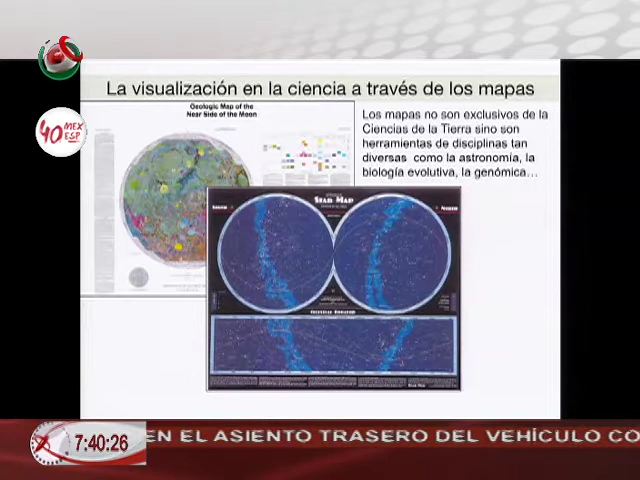 La visualización en la ciencia a través de los mapas
Geologic Map of the
Near Side of the Moon
Los mapas no son exclusivos de la
Ciencias de la Tierra sino son
herramientas de disciplinas tan
diversas como la astronomía, la
biología evolutiva, la genómica...
40 MEX
ESP
STAR MAP
7:40:26
EN EL ASIENTO TRASERO DEL VEHÍCULO CO